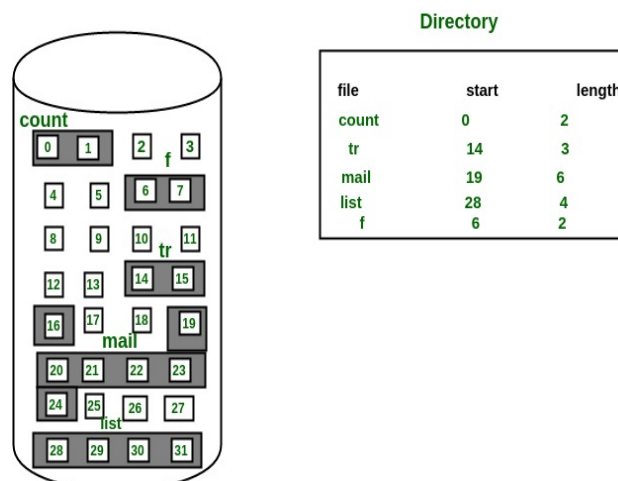 Directory
file start length
count 0 2
tr 14 3
mail 19 6
list 28 4
f 6 2
count
0 1 2 3
f
4 5 6 7
8 9 10 11
tr
12 13 14 15
16 17 18 19
mail
20 21 22 23
24 25 26 27
list
28 29 30 31